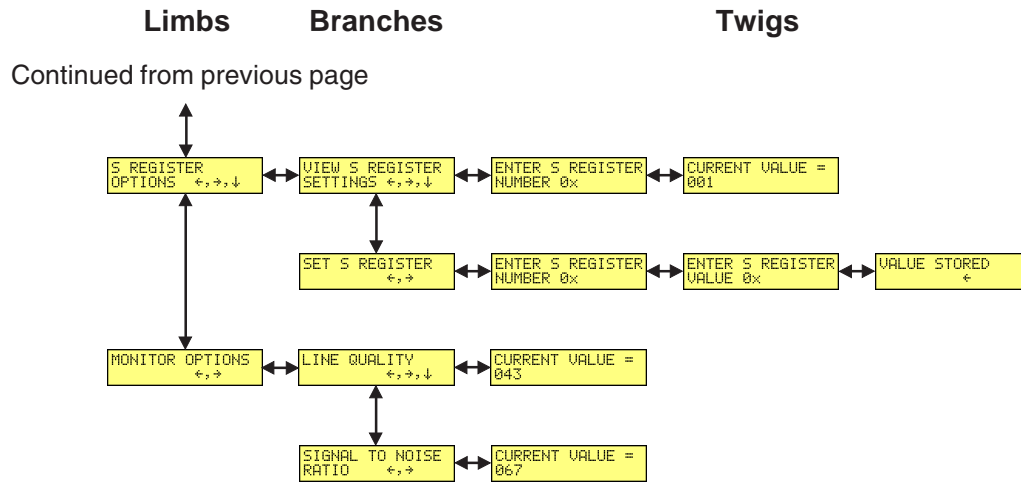 Limbs Branches Twigs
Continued from previous page
S REGISTER
OPTIONS ←,→,↓
VIEW S REGISTER
SETTINGS ←,→,↓
ENTER S REGISTER
NUMBER 0x
CURRENT VALUE =
001
SET S REGISTER
←,→
ENTER S REGISTER
NUMBER 0x
ENTER S REGISTER
VALUE 0x
VALUE STORED
←
MONITOR OPTIONS
←,→
LINE QUALITY
←,→,↓
CURRENT VALUE =
043
SIGNAL TO NOISE
RATIO ←,→
CURRENT VALUE =
067